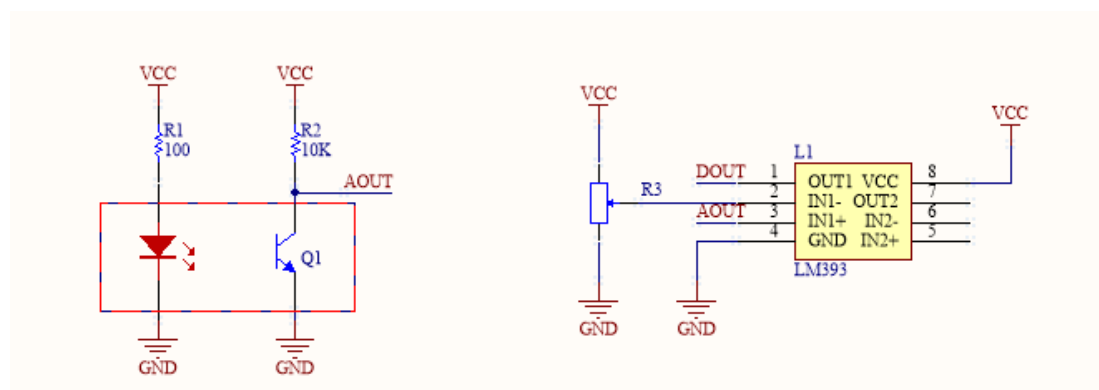 VCC
R1
100
GND
VCC
R2
10K
AOUT
Q1
GND
VCC
R3
GND
DOUT
AOUT
GND
L1
1 OUT1 VCC 8
2 IN1- OUT2 7
3 IN1+ IN2- 6
4 GND IN2+ 5
LM393
VCC